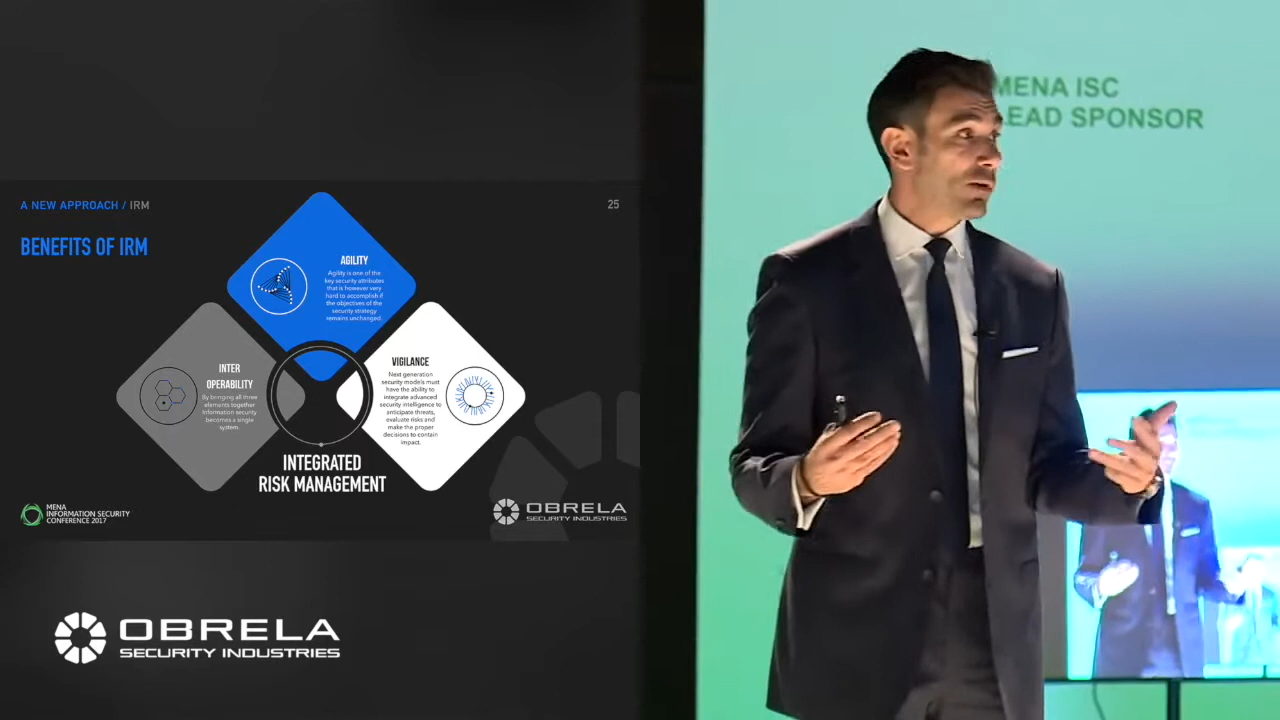 A NEW APPROACH / IRM
25
BENEFITS OF IRM
AGILITY
Agility is one of the
key security attributes
that is however very
hard to accomplish if
the objectives of the
security strategy
remains unchanged.
INTER
OPERABILITY
By bringing all three
elements together
Information security
becomes a single
system.
VIGILANCE
Next generation
security models must
have the ability to
integrate advanced
security intelligence to
anticipate threats,
evaluate risks and
make the proper
decisions to contain
impact.
INTEGRATED
RISK MANAGEMENT
MENA
INFORMATION SECURITY
CONFERENCE 2017
OBRELA
SECURITY INDUSTRIES
OBRELA
SECURITY INDUSTRIES
MENA ISC
LEAD SPONSOR